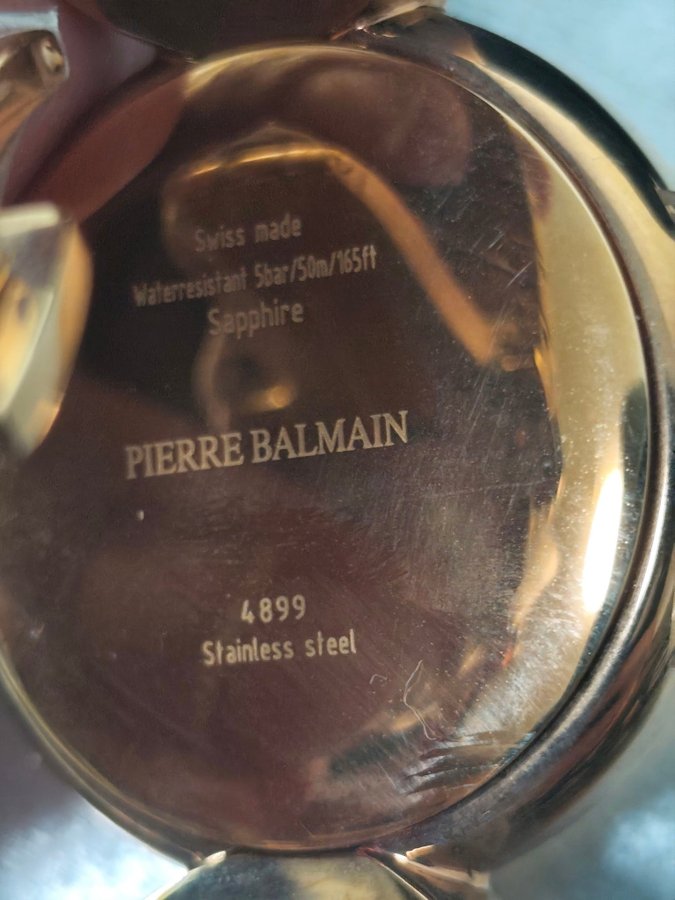 Swiss made
Waterresistant 5bar/50m/165ft
Sapphire
PIERRE BALMAIN
4899
Stainless steel